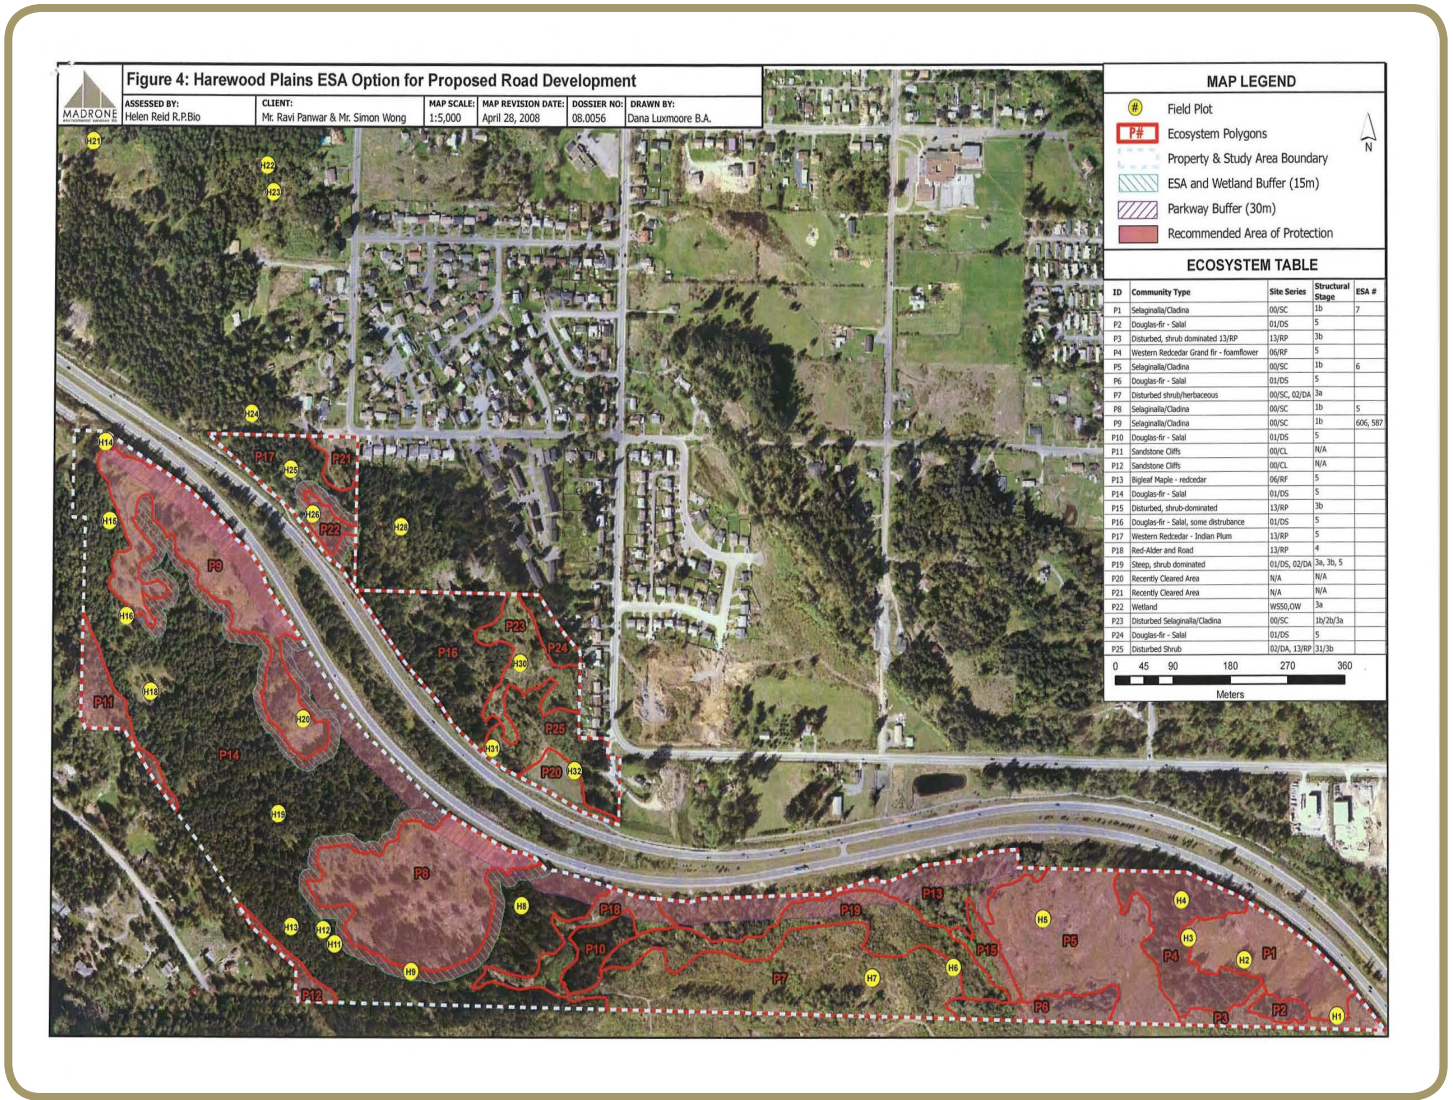 Figure 4: Harewood Plains ESA Option for Proposed Road Development
MADRONE
ASSESSED BY:
Helen Reid R.P.Bio
CLIENT:
Mr. Ravi Panwar & Mr. Simon Wong
MAP SCALE:
1:5,000
MAP REVISION DATE:
April 28, 2008
DOSSIER NO:
08.0056
DRAWN BY:
Dana Luxmoore B.A.
MAP LEGEND
# Field Plot
P# Ecosystem Polygons
Property & Study Area Boundary
ESA and Wetland Buffer (15m)
Parkway Buffer (30m)
Recommended Area of Protection
N
ECOSYSTEM TABLE
ID Community Type Site Series Structural Stage ESA #
P1 Selaginalla/Cladina 00/SC 1b 7
P2 Douglas-fir - Salal 01/DS 5
P3 Disturbed, shrub dominated 13/RP 13/RP 3b
P4 Western Redcedar Grand fir - foamflower 06/RF 5
P5 Selaginalla/Cladina 00/SC 1b 6
P6 Douglas-fir - Salal 01/DS 5
P7 Disturbed shrub/herbaceous 00/SC, 02/DA 3a
P8 Selaginalla/Cladina 00/SC 1b 5
P9 Selaginalla/Cladina 00/SC 1b 606, 587
P10 Douglas-fir - Salal 01/DS 5
P11 Sandstone Cliffs 00/CL N/A
P12 Sandstone Cliffs 00/CL N/A
P13 Bigleaf Maple - redcedar 06/RF 5
P14 Douglas-fir - Salal 01/DS 5
P15 Disturbed, shrub-dominated 13/RP 3b
P16 Douglas-fir - Salal, some distrubance 01/DS 5
P17 Western Redcedar - Indian Plum 13/RP 5
P18 Red-Alder and Road 13/RP 4
P19 Steep, shrub dominated 01/DS, 02/DA 3a, 3b, 5
P20 Recently Cleared Area N/A N/A
P21 Recently Cleared Area N/A N/A
P22 Wetland WS50,OW 3a
P23 Disturbed Selaginalla/Cladina 00/SC 1b/2b/3a
P24 Douglas-fir - Salal 01/DS 5
P25 Disturbed Shrub 02/DA, 13/RP 31/3b
0 45 90 180 270 360
Meters
H21
H22
H23
H24
H14
P17
H25
P21
H15
H26
P22
H28
P9
H16
P23
P24
P16
H30
H18
P11
H20
P25
H31
P14
P20
H32
H19
P8
H8
P18
P19
P13
H4
H5
H13
H12
H11
P10
P15
P5
H3
P1
P4
H2
H9
P7
H7
H6
P12
P6
P3
P2
H1